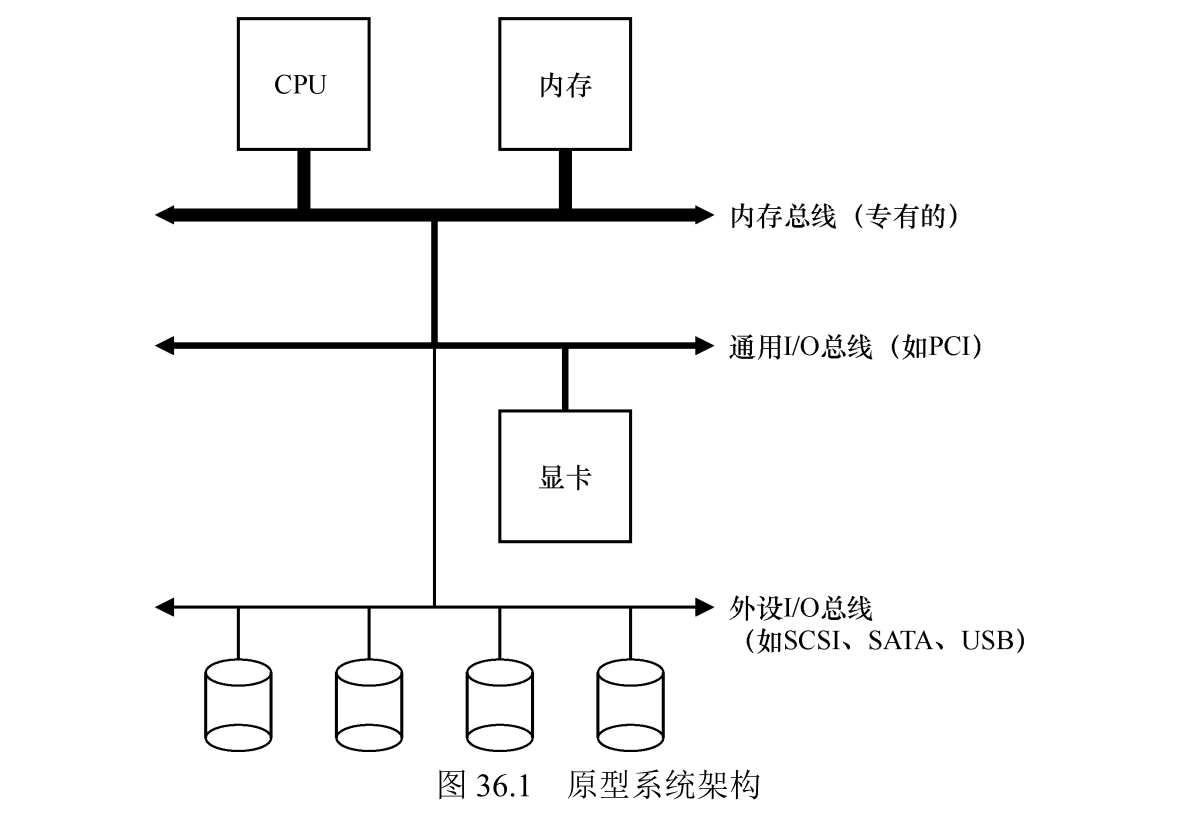 CPU
内存
内存总线（专有的）
通用I/O总线（如PCI）
显卡
外设I/O总线
（如SCSI、SATA、USB）
图 36.1 原型系统架构